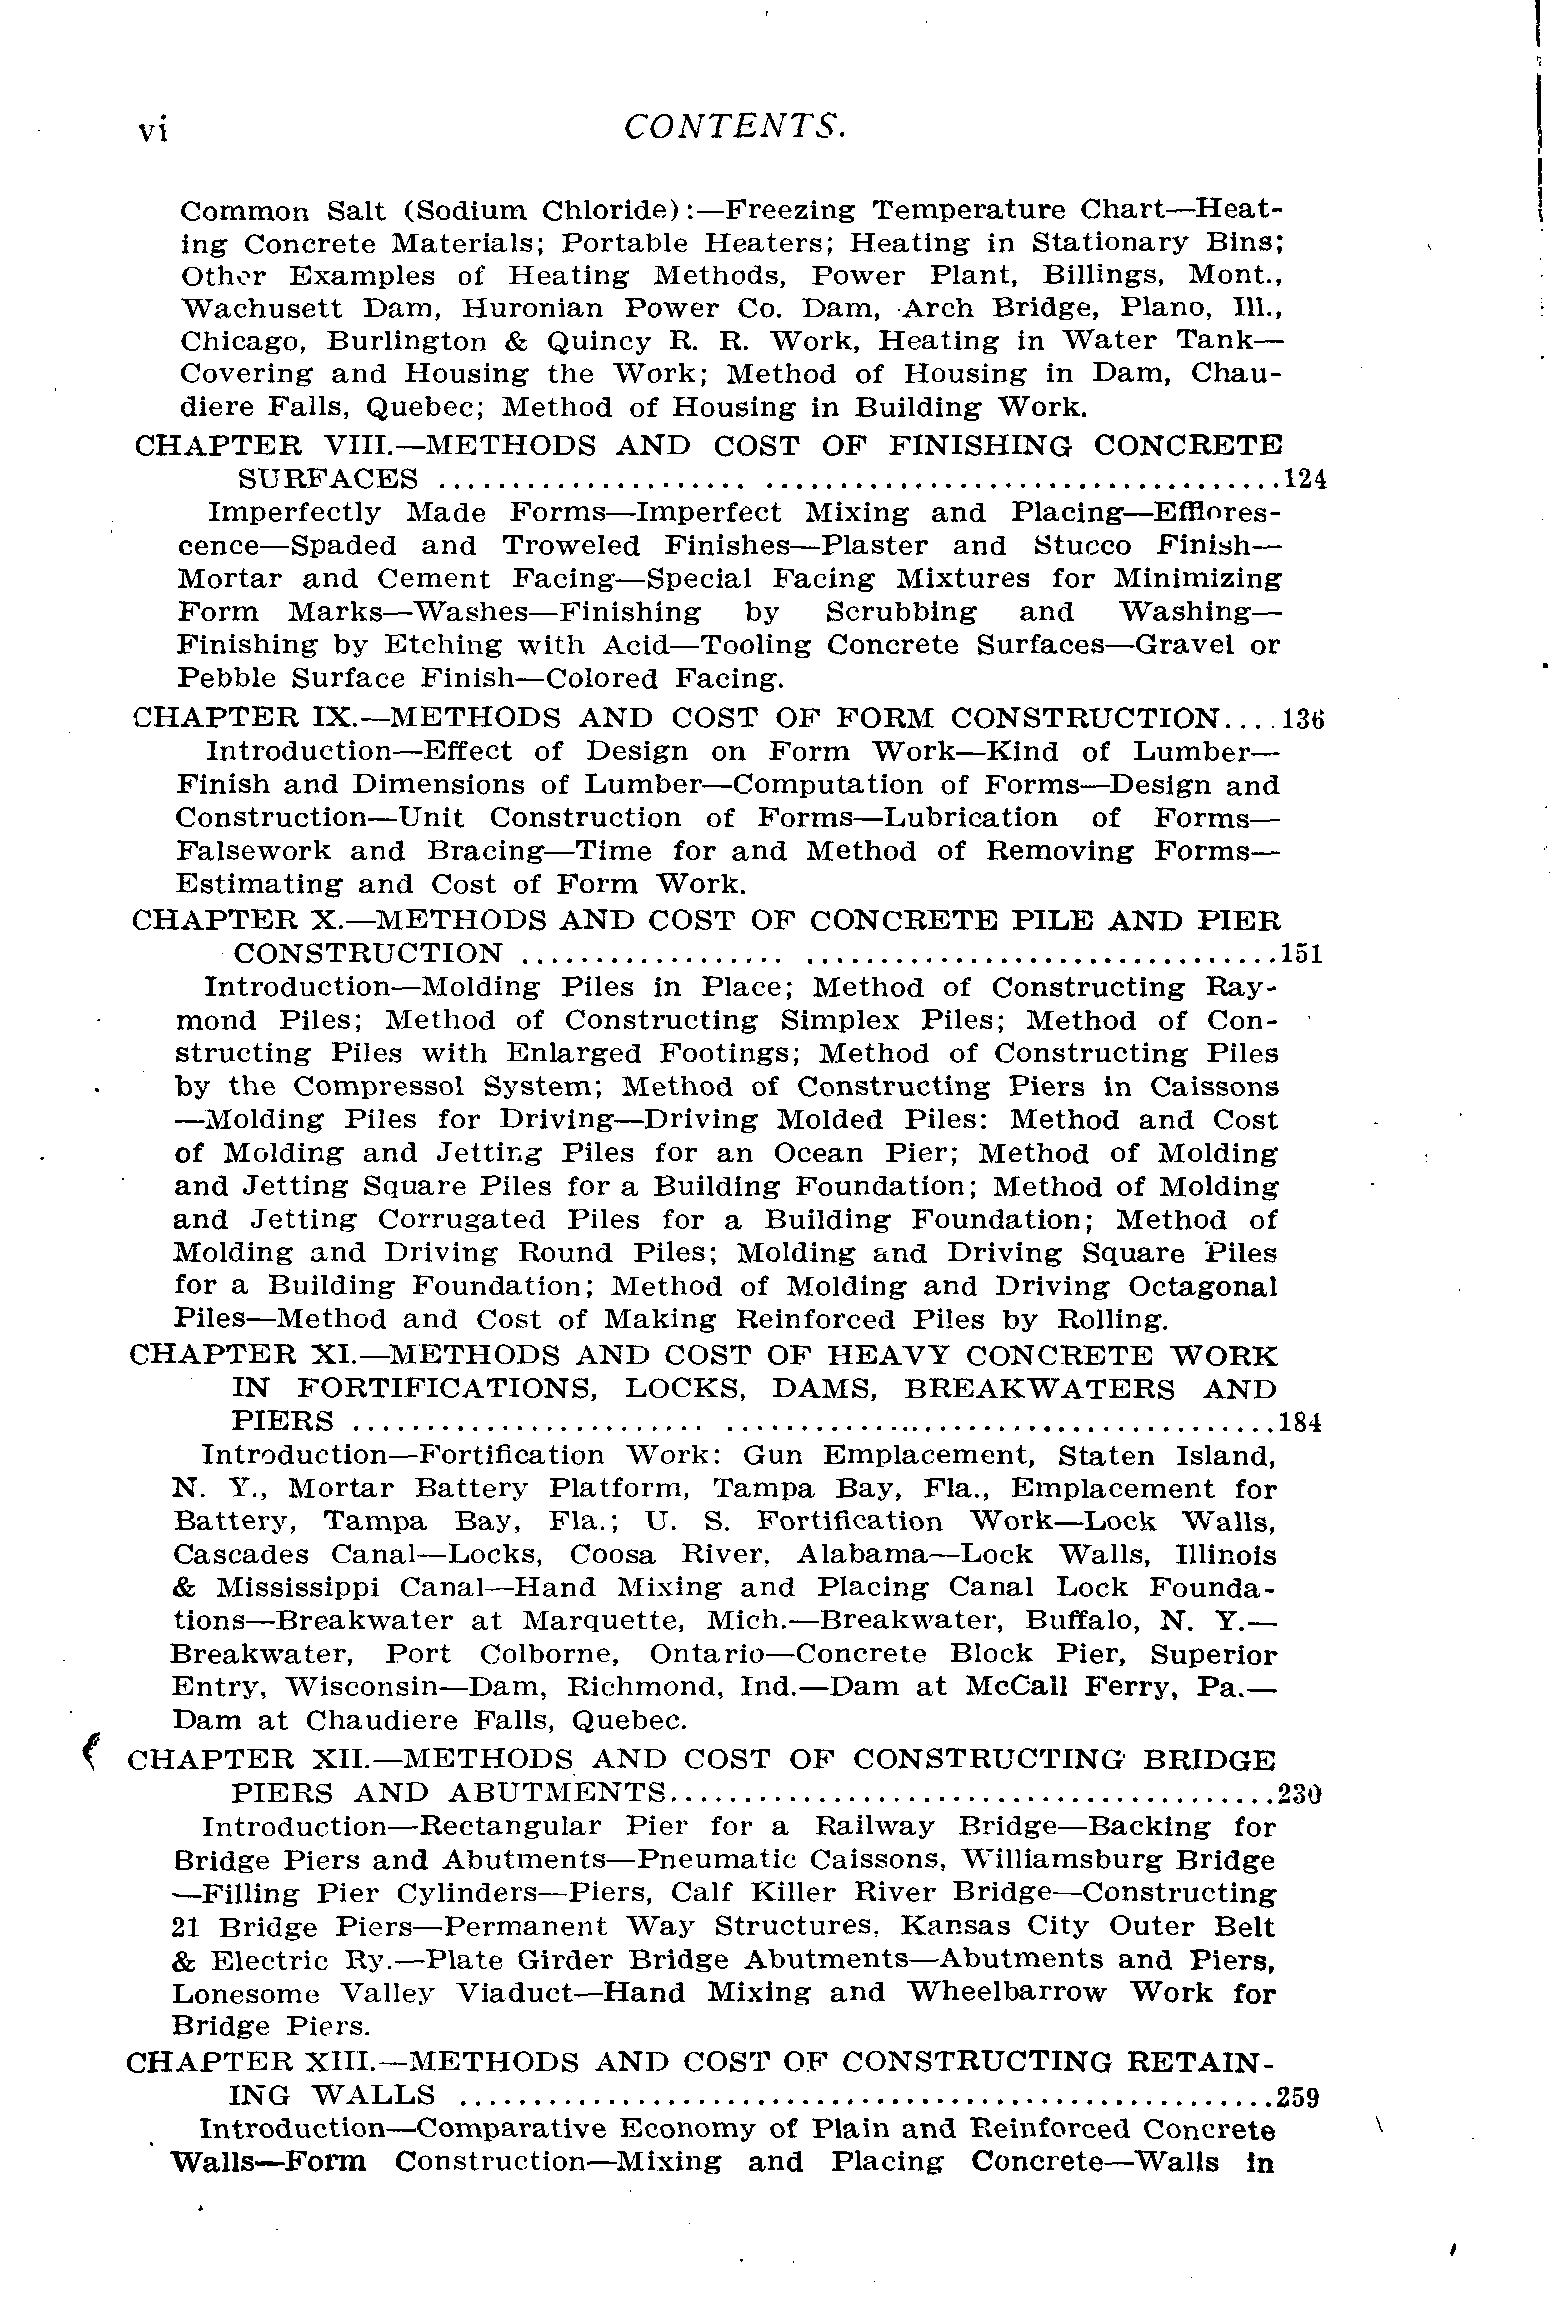 vi CONTENTS.
Common Salt (Sodium Chloride):—Freezing Temperature Chart—Heat-
ing Concrete Materials; Portable Heaters; Heating in Stationary Bins;
Other Examples of Heating Methods, Power Plant, Billings, Mont.,
Wachusett Dam, Huronian Power Co. Dam, Arch Bridge, Plano, Ill.,
Chicago, Burlington & Quincy R. R. Work, Heating in Water Tank—
Covering and Housing the Work; Method of Housing in Dam, Chau-
diere Falls, Quebec; Method of Housing in Building Work.
CHAPTER VIII.—METHODS AND COST OF FINISHING CONCRETE
SURFACES ........................................................124
Imperfectly Made Forms—Imperfect Mixing and Placing—Efflores-
cence—Spaded and Troweled Finishes—Plaster and Stucco Finish—
Mortar and Cement Facing—Special Facing Mixtures for Minimizing
Form Marks—Washes—Finishing by Scrubbing and Washing—
Finishing by Etching with Acid—Tooling Concrete Surfaces—Gravel or
Pebble Surface Finish—Colored Facing.
CHAPTER IX.—METHODS AND COST OF FORM CONSTRUCTION....136
Introduction—Effect of Design on Form Work—Kind of Lumber—
Finish and Dimensions of Lumber—Computation of Forms—Design and
Construction—Unit Construction of Forms—Lubrication of Forms—
Falsework and Bracing—Time for and Method of Removing Forms—
Estimating and Cost of Form Work.
CHAPTER X.—METHODS AND COST OF CONCRETE PILE AND PIER
CONSTRUCTION ..................................................151
Introduction—Molding Piles in Place; Method of Constructing Ray-
mond Piles; Method of Constructing Simplex Piles; Method of Con-
structing Piles with Enlarged Footings; Method of Constructing Piles
by the Compressol System; Method of Constructing Piers in Caissons
—Molding Piles for Driving—Driving Molded Piles: Method and Cost
of Molding and Jetting Piles for an Ocean Pier; Method of Molding
and Jetting Square Piles for a Building Foundation; Method of Molding
and Jetting Corrugated Piles for a Building Foundation; Method of
Molding and Driving Round Piles; Molding and Driving Square Piles
for a Building Foundation; Method of Molding and Driving Octagonal
Piles—Method and Cost of Making Reinforced Piles by Rolling.
CHAPTER XI.—METHODS AND COST OF HEAVY CONCRETE WORK
IN FORTIFICATIONS, LOCKS, DAMS, BREAKWATERS AND
PIERS ..............................................................184
Introduction—Fortification Work: Gun Emplacement, Staten Island,
N. Y., Mortar Battery Platform, Tampa Bay, Fla., Emplacement for
Battery, Tampa Bay, Fla.; U. S. Fortification Work—Lock Walls,
Cascades Canal—Locks, Coosa River, Alabama—Lock Walls, Illinois
& Mississippi Canal—Hand Mixing and Placing Canal Lock Founda-
tions—Breakwater at Marquette, Mich.—Breakwater, Buffalo, N. Y.—
Breakwater, Port Colborne, Ontario—Concrete Block Pier, Superior
Entry, Wisconsin—Dam, Richmond, Ind.—Dam at McCall Ferry, Pa.—
Dam at Chaudiere Falls, Quebec.
CHAPTER XII.—METHODS AND COST OF CONSTRUCTING BRIDGE
PIERS AND ABUTMENTS.........................................230
Introduction—Rectangular Pier for a Railway Bridge—Backing for
Bridge Piers and Abutments—Pneumatic Caissons, Williamsburg Bridge
—Filling Pier Cylinders—Piers, Calf Killer River Bridge—Constructing
21 Bridge Piers—Permanent Way Structures, Kansas City Outer Belt
& Electric Ry.—Plate Girder Bridge Abutments—Abutments and Piers,
Lonesome Valley Viaduct—Hand Mixing and Wheelbarrow Work for
Bridge Piers.
CHAPTER XIII.—METHODS AND COST OF CONSTRUCTING RETAIN-
ING WALLS .......................................................259
Introduction—Comparative Economy of Plain and Reinforced Concrete
Walls—Form Construction—Mixing and Placing Concrete—Walls in